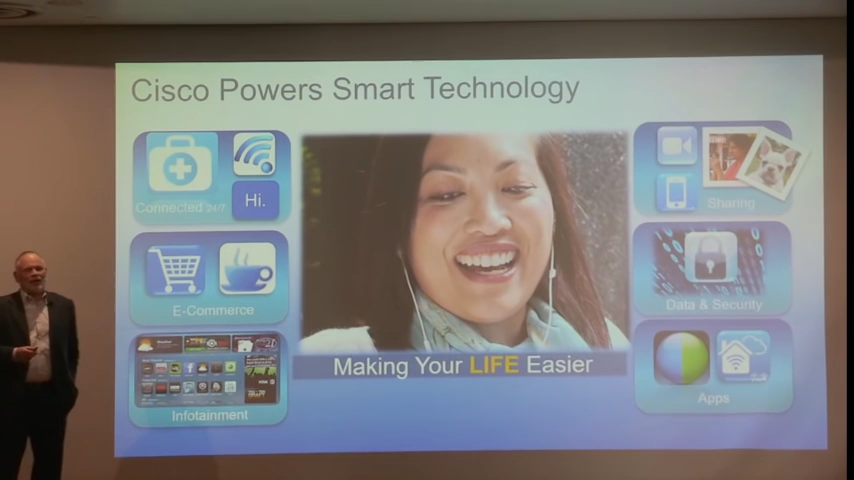 Cisco Powers Smart Technology
Hi.
Connected 24/7
E-Commerce
Infotainment
Making Your LIFE Easier
Sharing
Data & Security
Apps